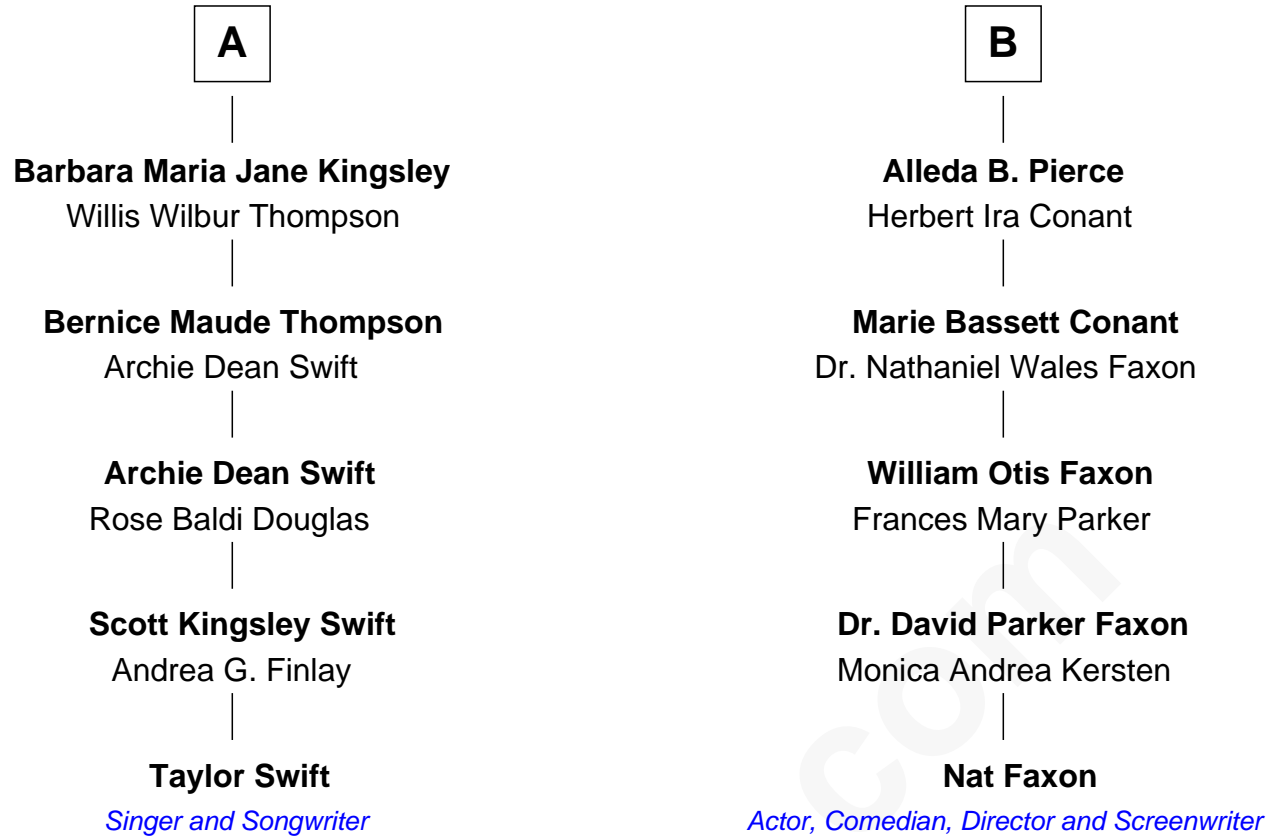 A
Barbara Maria Jane Kingsley
Willis Wilbur Thompson
Bernice Maude Thompson
Archie Dean Swift
Archie Dean Swift
Rose Baldi Douglas
Scott Kingsley Swift
Andrea G. Finlay
Taylor Swift
Singer and Songwriter
B
Alleda B. Pierce
Herbert Ira Conant
Marie Bassett Conant
Dr. Nathaniel Wales Faxon
William Otis Faxon
Frances Mary Parker
Dr. David Parker Faxon
Monica Andrea Kersten
Nat Faxon
Actor, Comedian, Director and Screenwriter
com